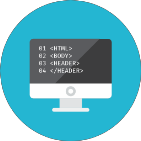 01 <HTML>
02 <BODY>
03 <HEADER>
04 </HEADER>